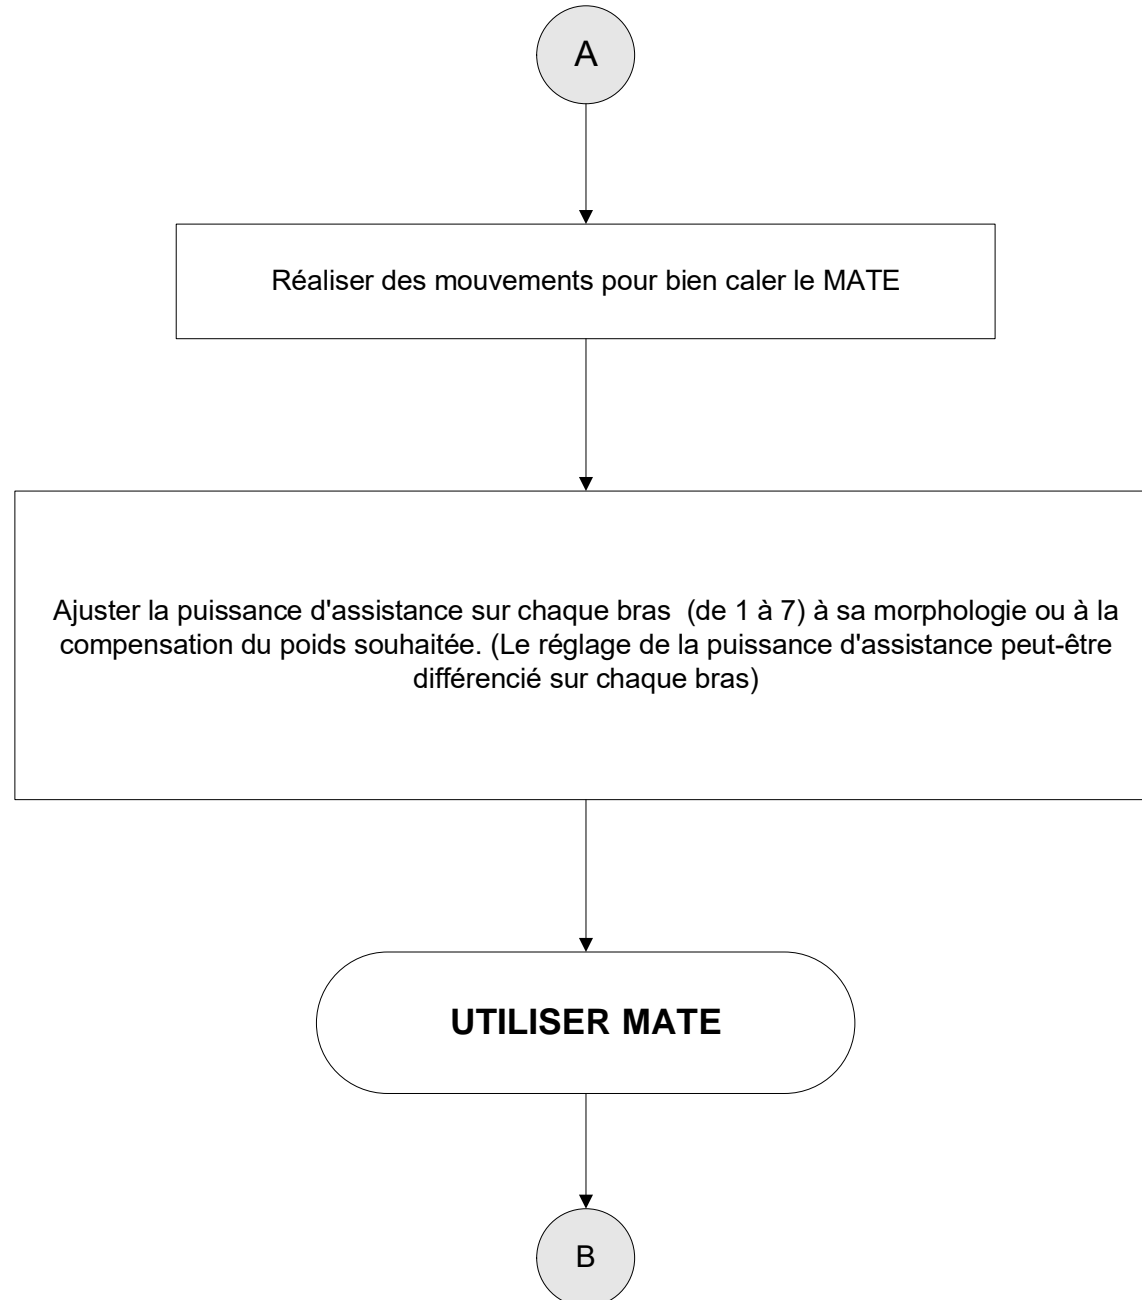 A
Réaliser des mouvements pour bien caler le MATE
Ajuster la puissance d'assistance sur chaque bras  (de 1 à 7) à sa morphologie ou à la
compensation du poids souhaitée. (Le réglage de la puissance d'assistance peut-être
différencié sur chaque bras)
UTILISER MATE
B